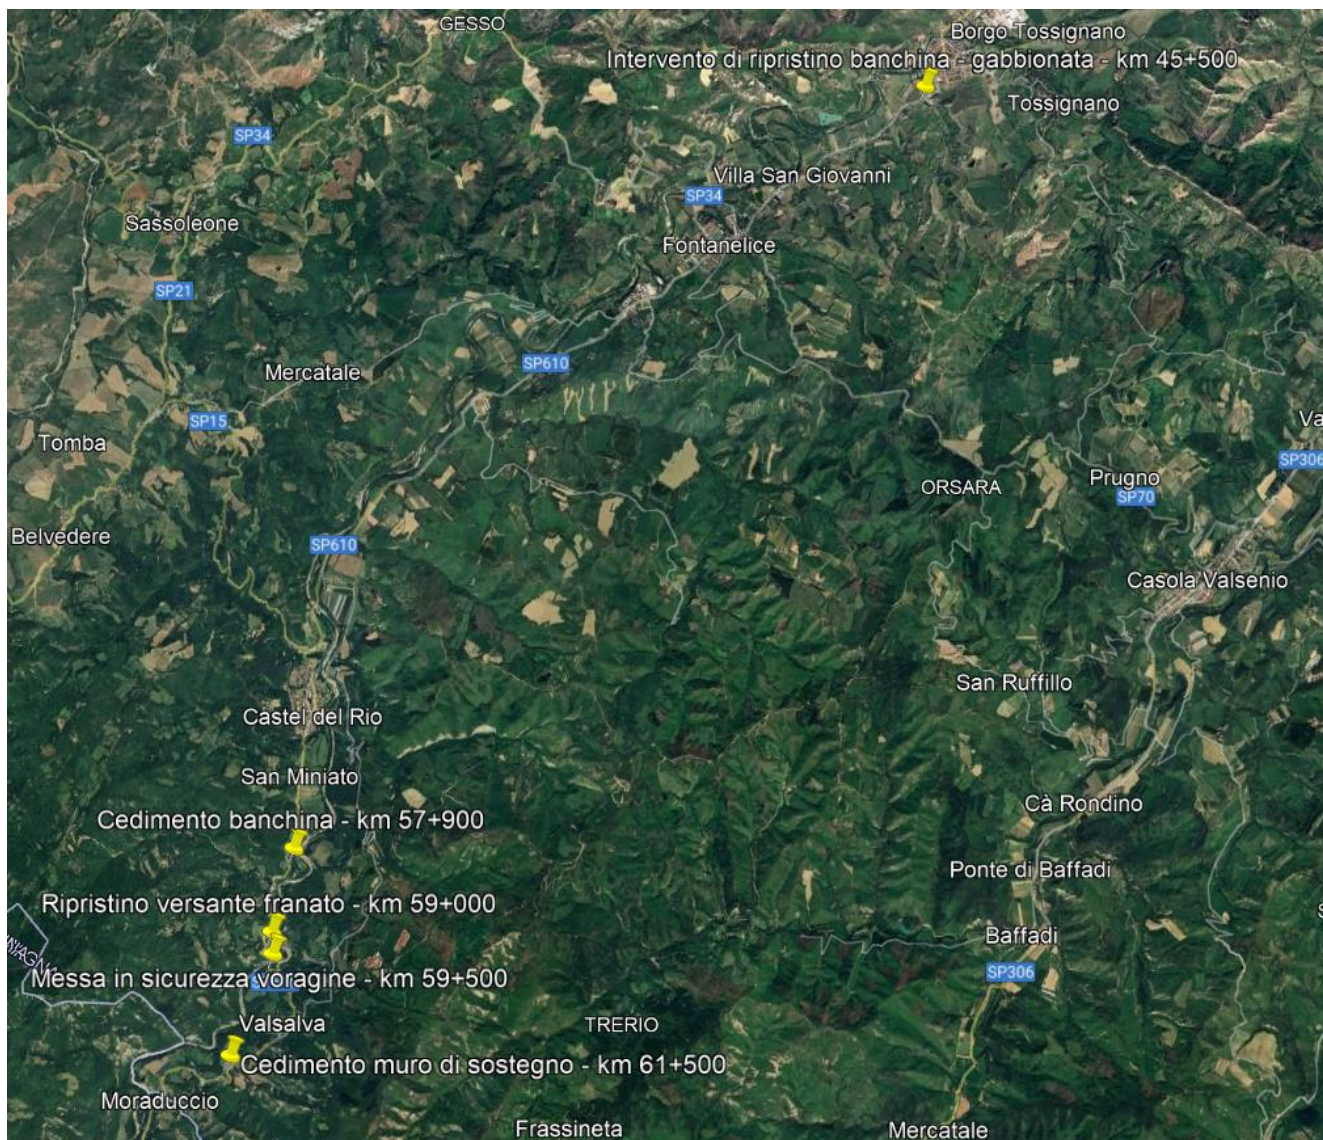 GESSO
Borgo Tossignano
Intervento di ripristino banchina - gabbionata - km 45+500
Tossignano
SP34
Villa San Giovanni
SP34
Sassoleone
Fontanelice
SP21
SP610
Mercatale
SP15
Va
Tomba
SP306
Prugno
ORSARA
SP70
Belvedere
SP610
Casola Valsenio
San Ruffillo
Castel del Rio
San Miniato
Cà Rondino
Cedimento banchina - km 57+900
Ponte di Baffadi
Ripristino versante franato - km 59+000
Baffadi
SP306
Messa in sicurezza voragine - km 59+500
Valsalva
TRERIO
Cedimento muro di sostegno - km 61+500
Moraduccio
Frassineta
Mercatale